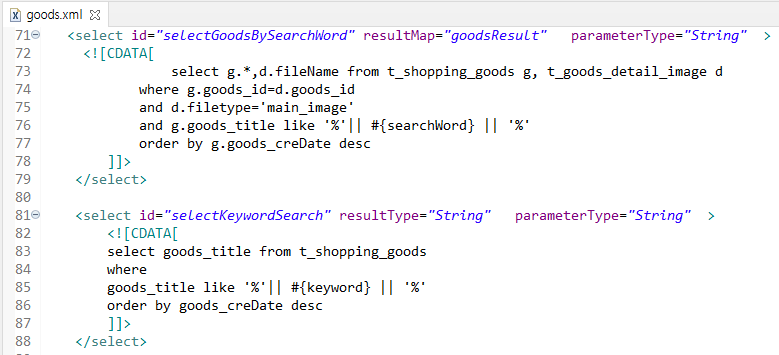 goods.xml
71 <select id="selectGoodsBySearchWord" resultMap="goodsResult"   parameterType="String"  >
72 <![CDATA[
73 select g.*,d.fileName from t_shopping_goods g, t_goods_detail_image d
74 where g.goods_id=d.goods_id
75 and d.filetype='main_image'
76 and g.goods_title like '%'|| #{searchWord} || '%'
77 order by g.goods_creDate desc
78 ]]>
79 </select>
80
81 <select id="selectKeywordSearch" resultType="String"   parameterType="String"  >
82 <![CDATA[
83 select goods_title from t_shopping_goods
84 where
85 goods_title like '%'|| #{keyword} || '%'
86 order by goods_creDate desc
87 ]]>
88 </select>